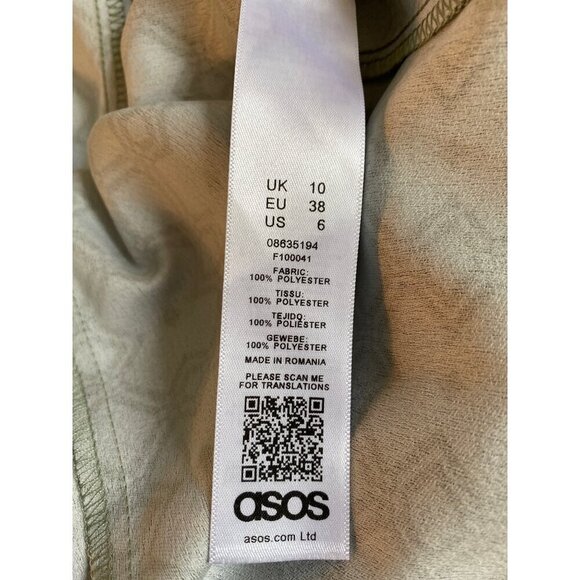 UK 10
EU 38
US 6
08635194
F100041
FABRIC:
100% POLYESTER
TISSU:
100% POLYESTER
TEJIDO:
100% POLIÉSTER
GEWEBE:
100% POLYESTER
MADE IN ROMANIA
PLEASE SCAN ME
FOR TRANSLATIONS
asos
asos.com Ltd